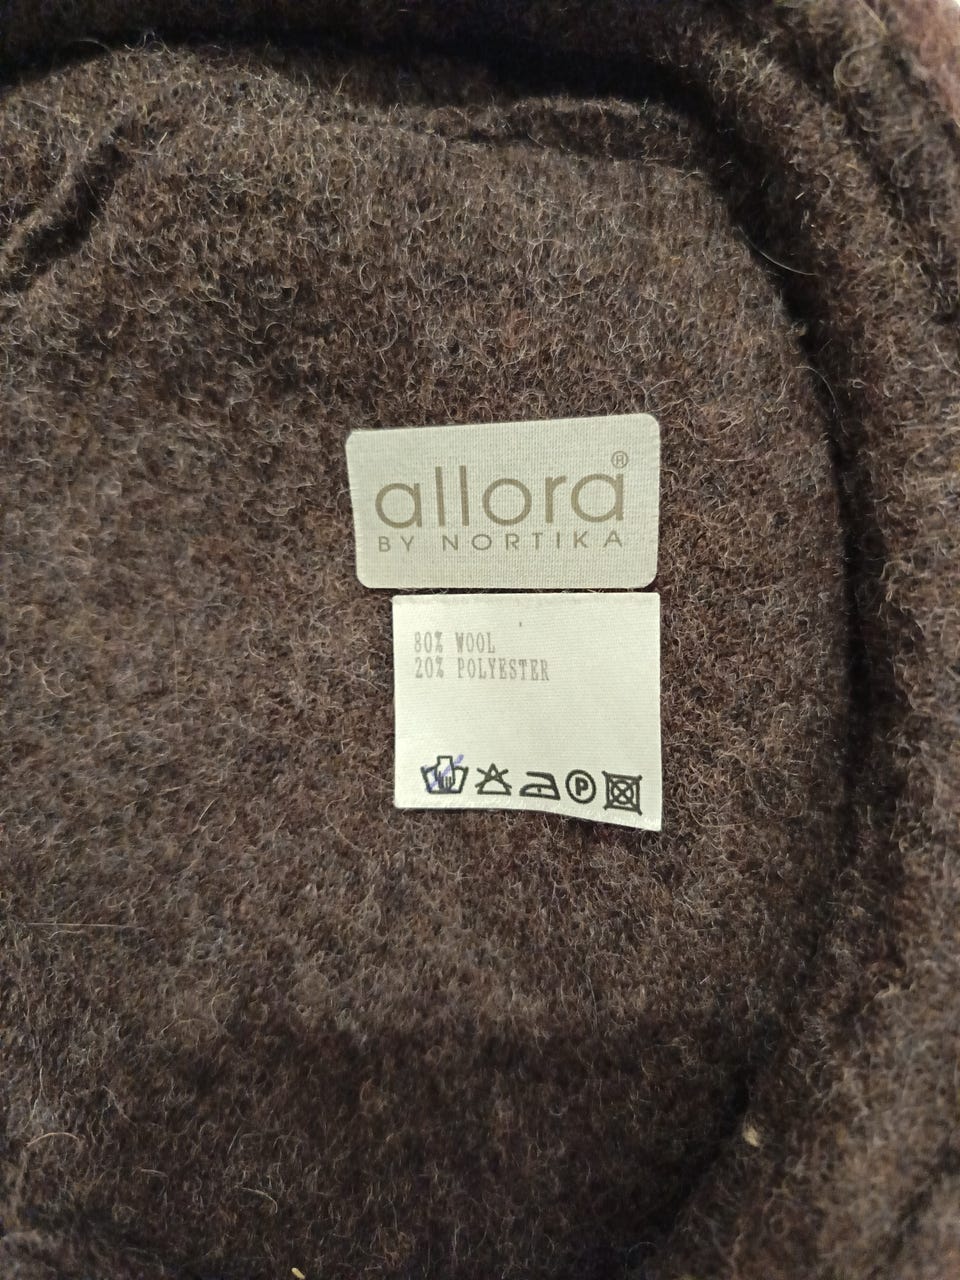 allora®
BY NORTIKA
80% WOOL
20% POLYESTER
P